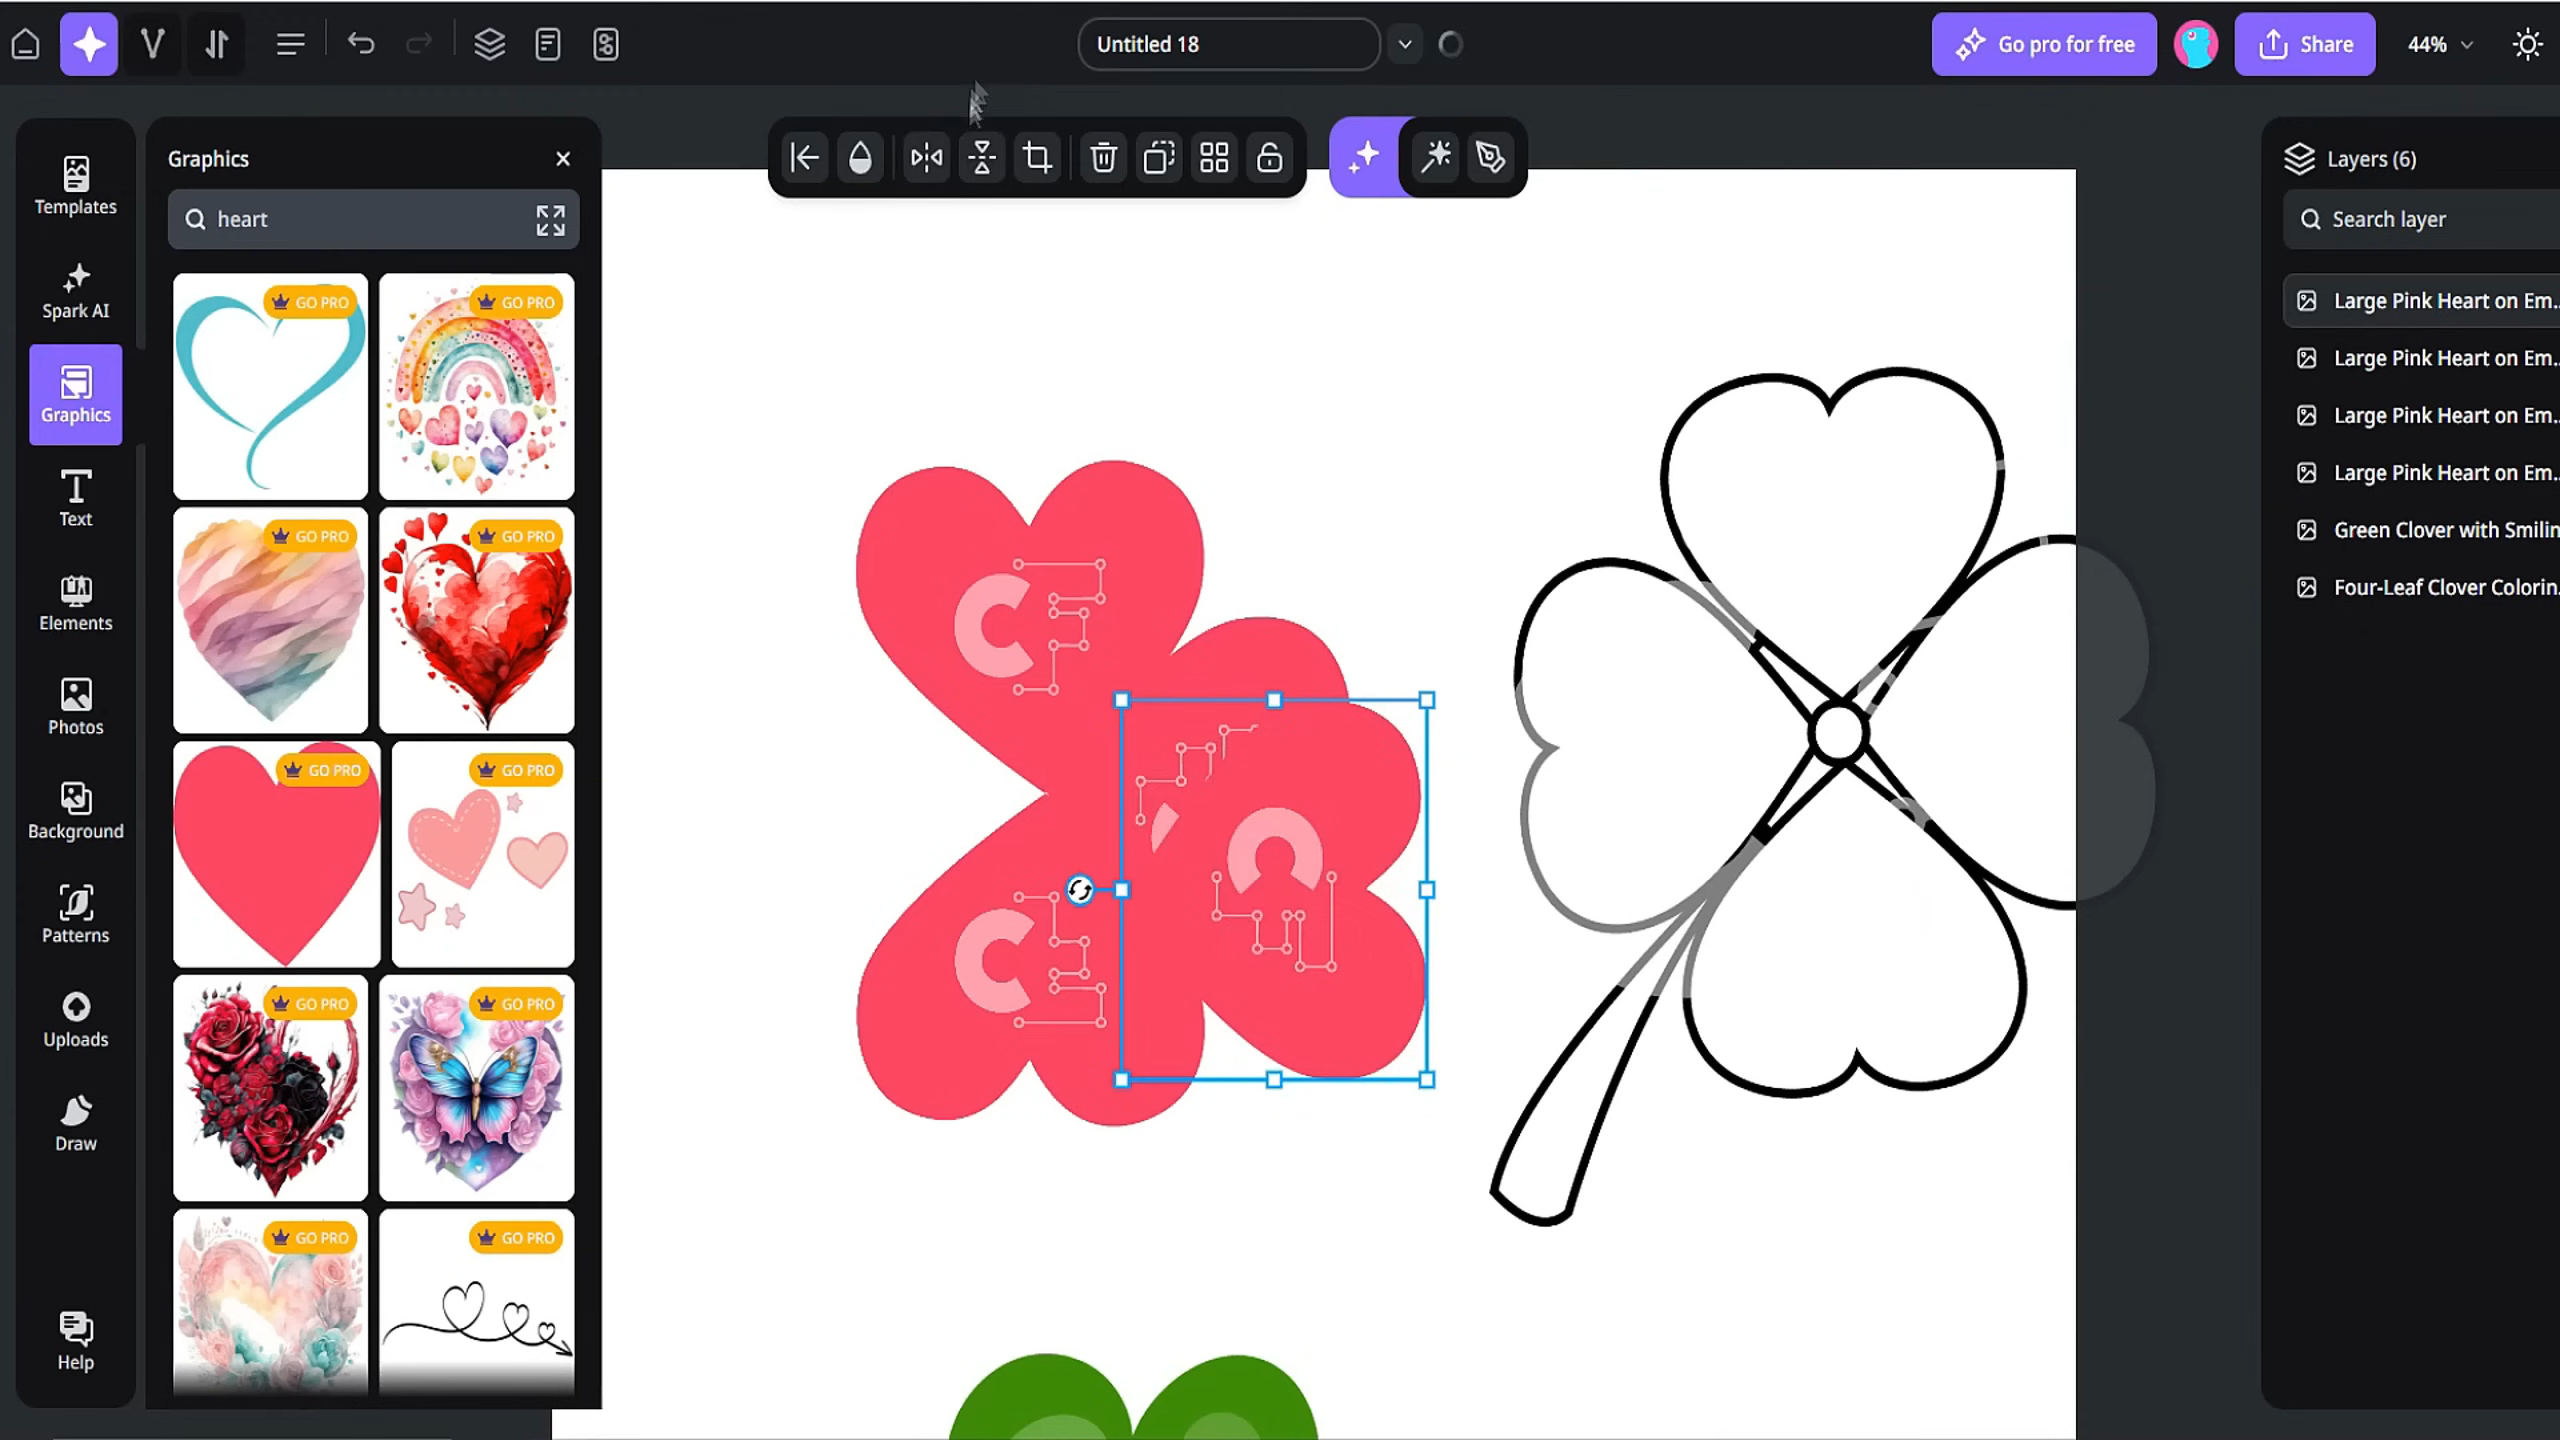 Untitled 18
Go pro for free
Share
44%
Templates
Spark AI
Graphics
Text
Elements
Photos
Background
Patterns
Uploads
Draw
Help
Graphics
heart
GO PRO
GO PRO
GO PRO
GO PRO
GO PRO
GO PRO
GO PRO
GO PRO
GO PRO
GO PRO
Layers (6)
Search layer
Large Pink Heart on Em..
Large Pink Heart on Em..
Large Pink Heart on Em..
Large Pink Heart on Em..
Green Clover with Smilin
Four-Leaf Clover Colorin.